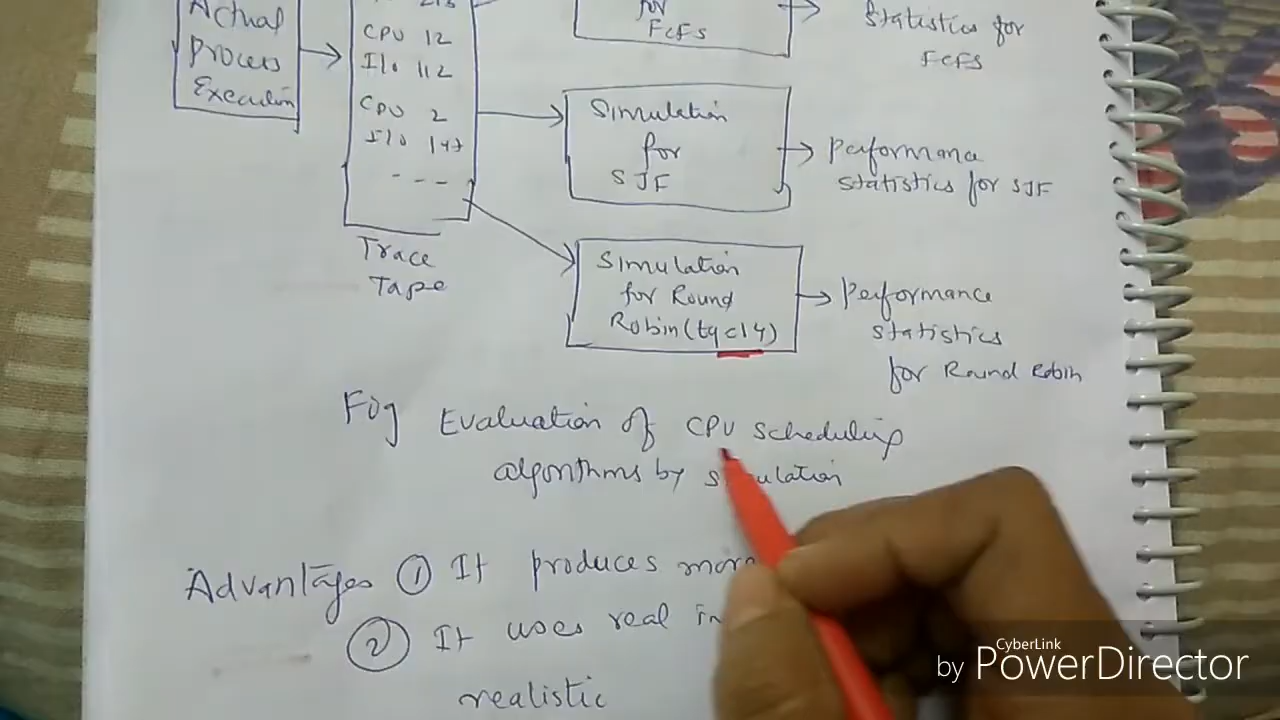 Actual
Process
Execution
CPU 12
I/o 112
CPU 2
I/o 147
- - -
Trace
Tape
for
FCFS
Statistics for
FCFS
Simulation
for
SJF
performance
statistics for SJF
Simulation
for Round
Robin(tq=14)
performance
statistics
for Round Robin
Fig Evaluation of CPU scheduling
algorithms by simulation
Advantages ① It produces more
② It uses real
realistic
CyberLink
by PowerDirector